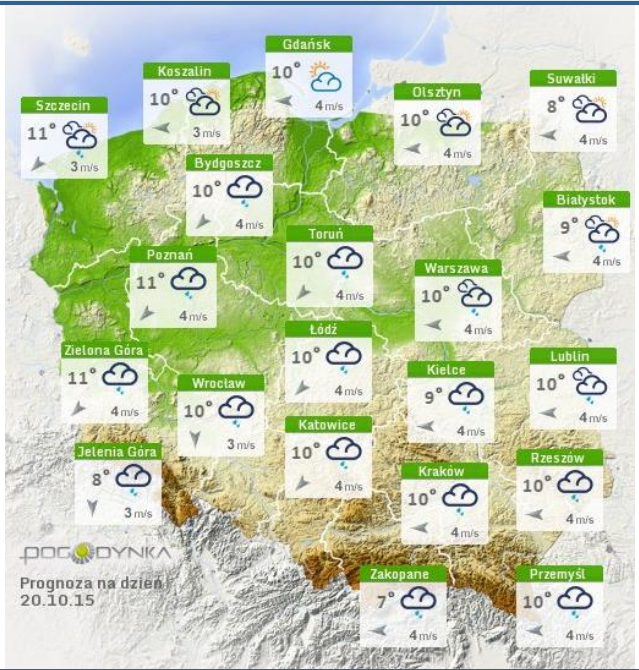 Gdańsk
10°
4 m/s
Koszalin
10°
3 m/s
Olsztyn
10°
4 m/s
Suwałki
8°
4 m/s
Szczecin
11°
3 m/s
Bydgoszcz
10°
4 m/s
Białystok
9°
4 m/s
Toruń
10°
4 m/s
Poznań
11°
4 m/s
Warszawa
10°
4 m/s
Łódź
10°
4 m/s
Zielona Góra
11°
4 m/s
Lublin
10°
4 m/s
Kielce
9°
4 m/s
Wrocław
10°
3 m/s
Katowice
10°
4 m/s
Jelenia Góra
8°
3 m/s
Rzeszów
10°
4 m/s
Kraków
10°
4 m/s
POGODYNKA
Prognoza na dzień
20.10.15
Zakopane
7°
4 m/s
Przemyśl
10°
4 m/s